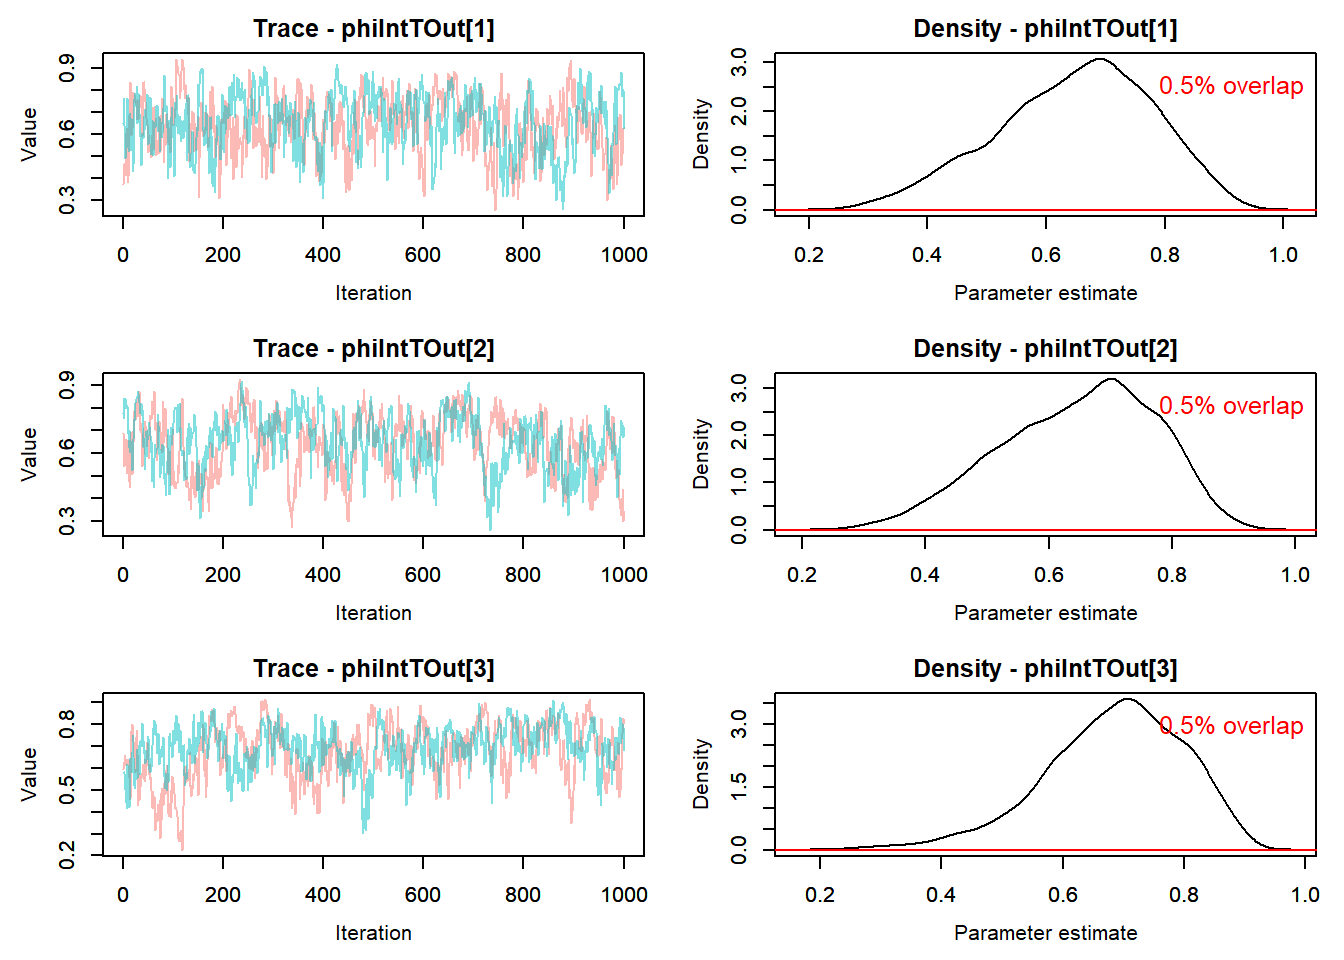 Trace - phiIntTOut[1]
Value
0.3 0.6 0.9
0 200 400 600 800 1000
Iteration
Density - phiIntTOut[1]
0.5% overlap
Density
0.0 1.0 2.0 3.0
0.2 0.4 0.6 0.8 1.0
Parameter estimate
Trace - phiIntTOut[2]
Value
0.3 0.6 0.9
0 200 400 600 800 1000
Iteration
Density - phiIntTOut[2]
0.5% overlap
Density
0.0 1.0 2.0 3.0
0.2 0.4 0.6 0.8 1.0
Parameter estimate
Trace - phiIntTOut[3]
Value
0.2 0.5 0.8
0 200 400 600 800 1000
Iteration
Density - phiIntTOut[3]
0.5% overlap
Density
0.0 1.5 3.0
0.2 0.4 0.6 0.8 1.0
Parameter estimate